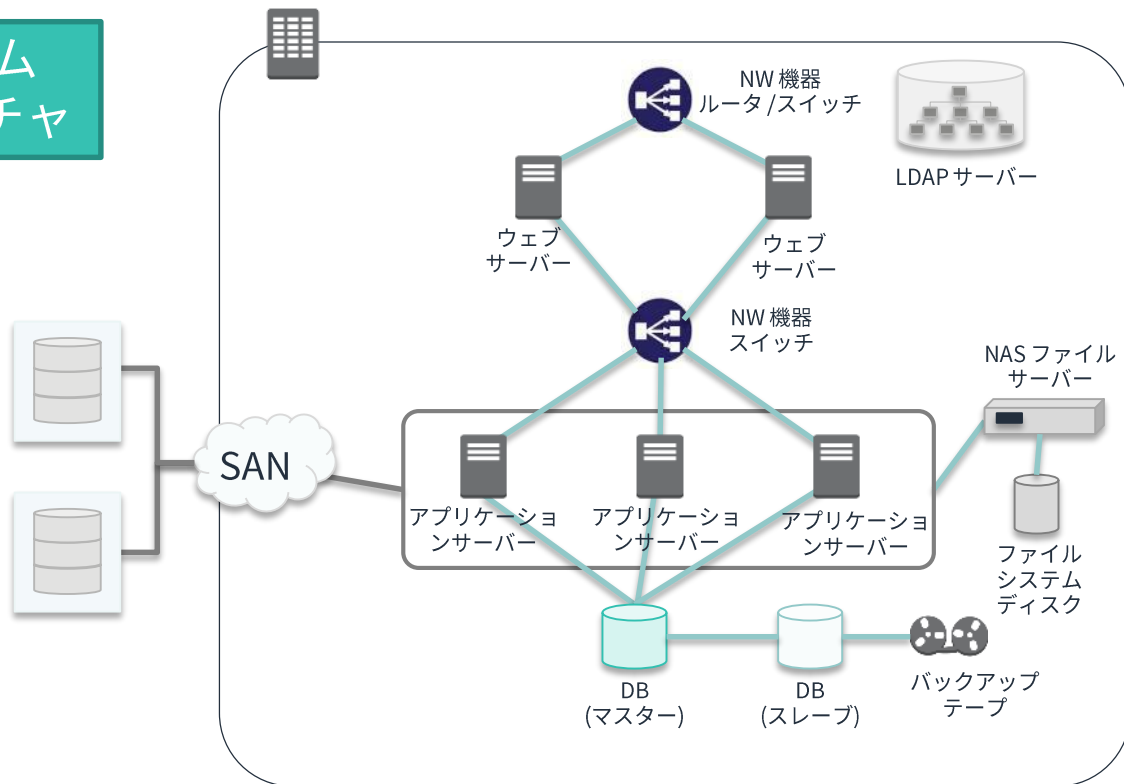 ム
チャ
NW 機器
ルータ/スイッチ
LDAP サーバー
ウェブ
サーバー
ウェブ
サーバー
NW 機器
スイッチ
NAS ファイル
サーバー
SAN
アプリケーショ
ンサーバー
アプリケーショ
ンサーバー
アプリケーショ
ンサーバー
ファイル
システム
ディスク
DB
(マスター)
DB
(スレーブ)
バックアップ
テープ